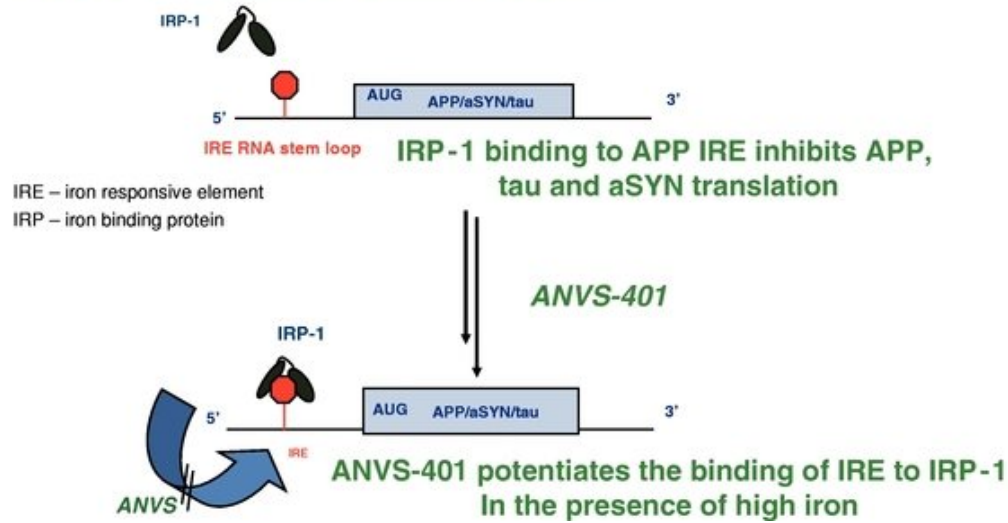 IRP-1
AUG APP/aSYN/tau
5’ 3’
IRE RNA stem loop
IRP-1 binding to APP IRE inhibits APP,
tau and aSYN translation
IRE – iron responsive element
IRP – iron binding protein
ANVS-401
IRP-1
5’ AUG APP/aSYN/tau 3’
IRE
ANVS-401 potentiates the binding of IRE to IRP-1
In the presence of high iron
ANVS